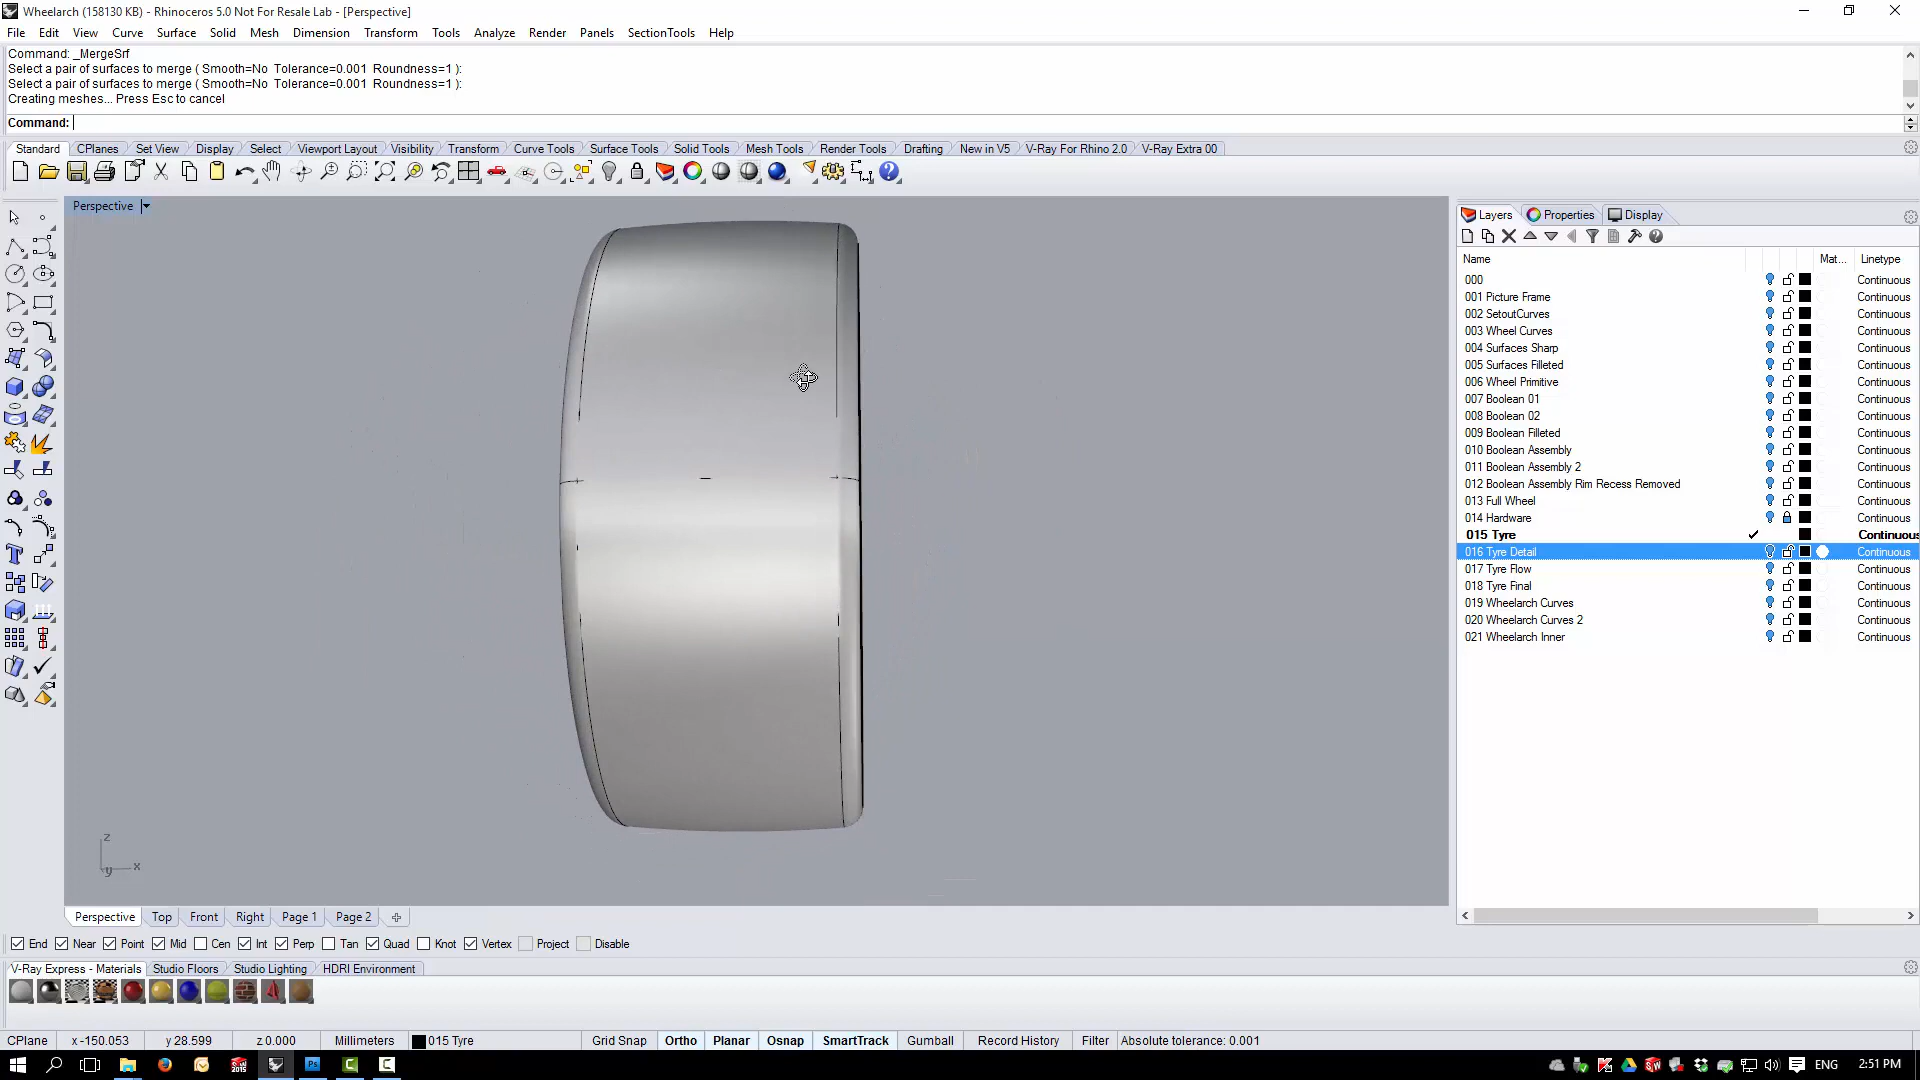 Wheelarch (158130 KB) - Rhinoceros 5.0 Not For Resale Lab - [Perspective]
File Edit View Curve Surface Solid Mesh Dimension Transform Tools Analyze Render Panels SectionTools Help
Command: _MergeSrf
Select a pair of surfaces to merge ( Smooth=No Tolerance=0.001 Roundness=1 ):
Select a pair of surfaces to merge ( Smooth=No Tolerance=0.001 Roundness=1 ):
Creating meshes... Press Esc to cancel
Command:
Standard CPlanes Set View Display Select Viewport Layout Visibility Transform Curve Tools Surface Tools Solid Tools Mesh Tools Render Tools Drafting New in V5 V-Ray For Rhino 2.0 V-Ray Extra 00
Perspective
Layers Properties Display
Name Mat... Linetype
000 Continuous
001 Picture Frame Continuous
002 SetoutCurves Continuous
003 Wheel Curves Continuous
004 Surfaces Sharp Continuous
005 Surfaces Filleted Continuous
006 Wheel Primitive Continuous
007 Boolean 01 Continuous
008 Boolean 02 Continuous
009 Boolean Filleted Continuous
010 Boolean Assembly Continuous
011 Boolean Assembly 2 Continuous
012 Boolean Assembly Rim Recess Removed Continuous
013 Full Wheel Continuous
014 Hardware Continuous
015 Tyre Continuous
016 Tyre Detail Continuous
017 Tyre Flow Continuous
018 Tyre Final Continuous
019 Wheelarch Curves Continuous
020 Wheelarch Curves 2 Continuous
021 Wheelarch Inner Continuous
z
x
y
Perspective Top Front Right Page 1 Page 2
End Near Point Mid Cen Int Perp Tan Quad Knot Vertex Project Disable
V-Ray Express - Materials Studio Floors Studio Lighting HDRI Environment
CPlane x -150.053 y 28.599 z 0.000 Millimeters 015 Tyre Grid Snap Ortho Planar Osnap SmartTrack Gumball Record History Filter Absolute tolerance: 0.001
ENG 2:51 PM